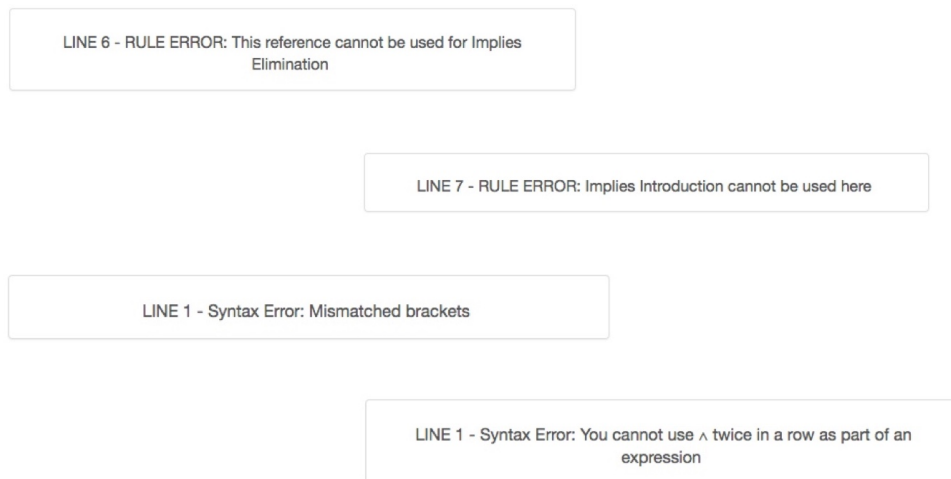 LINE 6 - RULE ERROR: This reference cannot be used for Implies
Elimination
LINE 7 - RULE ERROR: Implies Introduction cannot be used here
LINE 1 - Syntax Error: Mismatched brackets
LINE 1 - Syntax Error: You cannot use ∧ twice in a row as part of an
expression